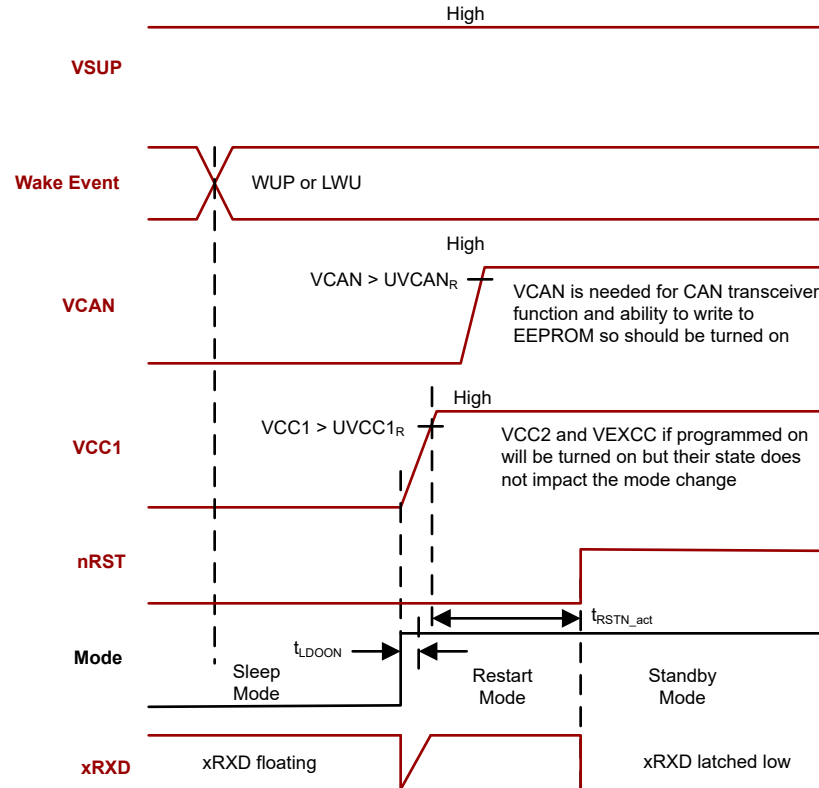 High
VSUP
Wake Event
WUP or LWU
High
VCAN > UVCANR
VCAN
VCAN is needed for CAN transceiver
function and ability to write to
EEPROM so should be turned on
High
VCC1 > UVCC1R
VCC1
VCC2 and VEXCC if programmed on
will be turned on but their state does
not impact the mode change
nRST
tRSTN_act
Mode
tLDOON
Sleep
Mode
Restart
Mode
Standby
Mode
xRXD
xRXD floating
xRXD latched low